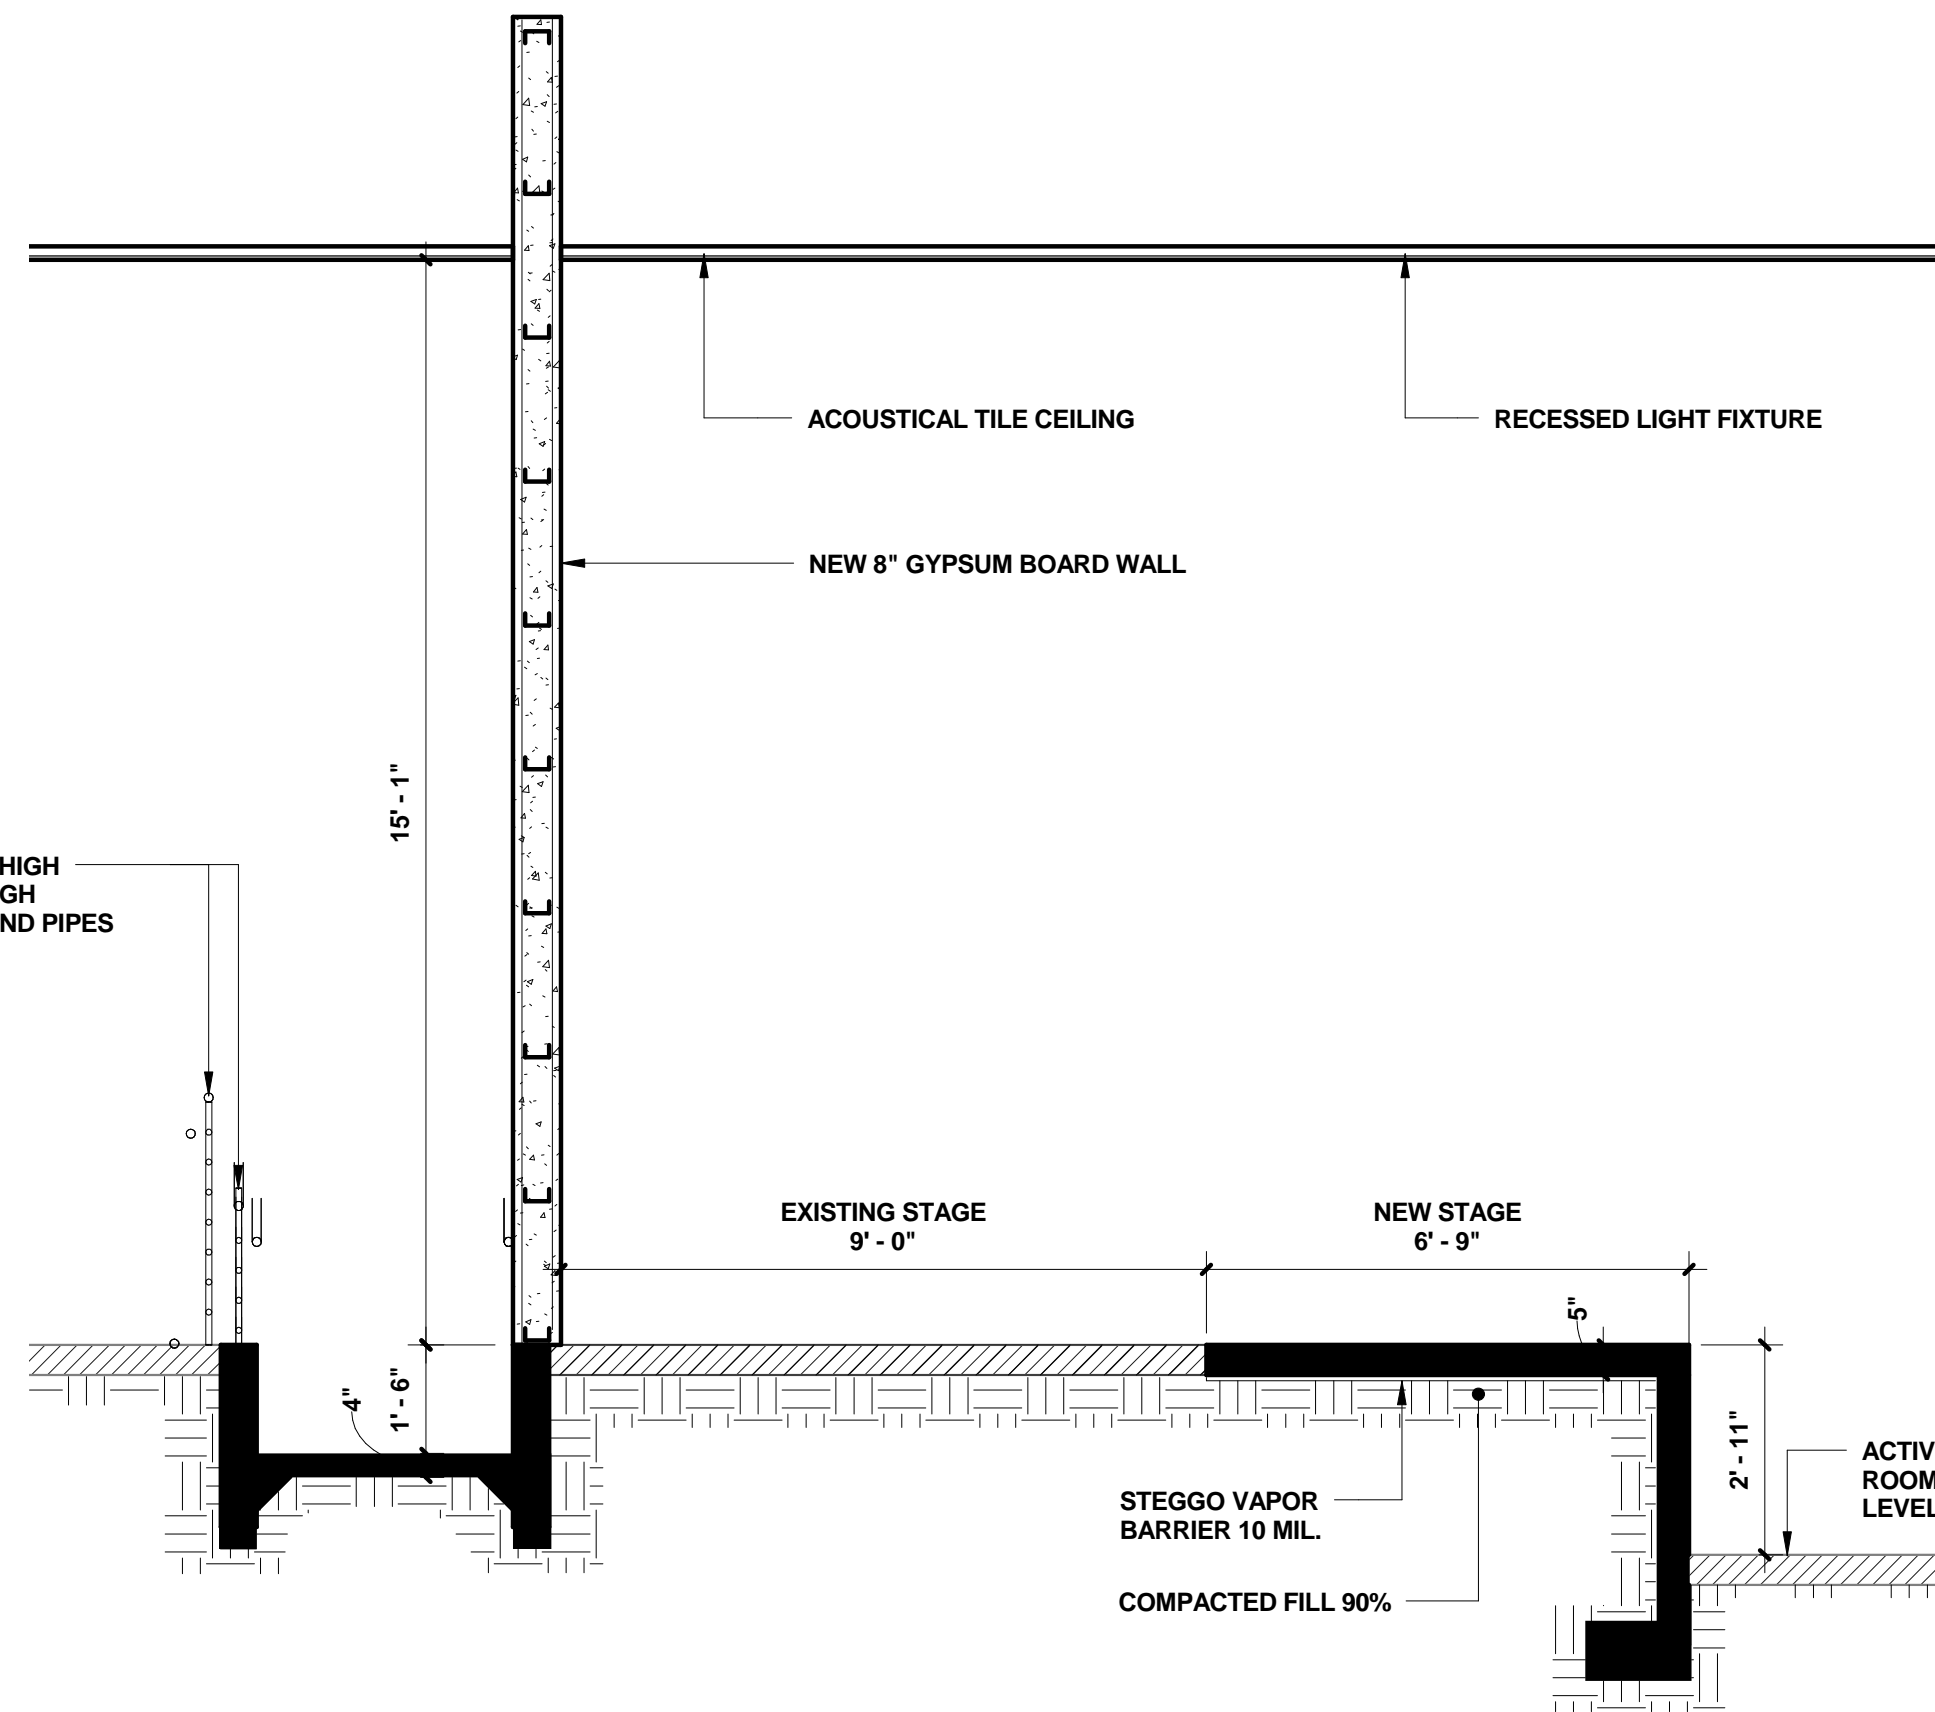 ACOUSTICAL TILE CEILING
RECESSED LIGHT FIXTURE
NEW 8" GYPSUM BOARD WALL
15' - 1"
HIGH
GH
ND PIPES
EXISTING STAGE
9' - 0"
NEW STAGE
6' - 9"
5"
4"
1' - 6"
2' - 11"
ACTIV
ROOM
LEVEL
STEGGO VAPOR
BARRIER 10 MIL.
COMPACTED FILL 90%